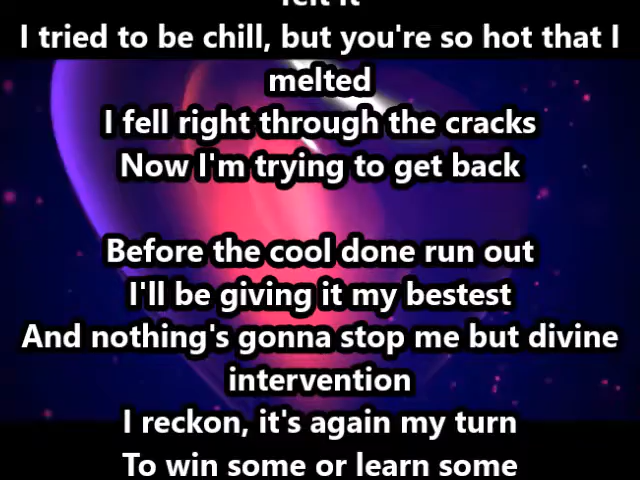 felt it
I tried to be chill, but you're so hot that I
melted
I fell right through the cracks
Now I'm trying to get back
Before the cool done run out
I'll be giving it my bestest
And nothing's gonna stop me but divine
intervention
I reckon, it's again my turn
To win some or learn some